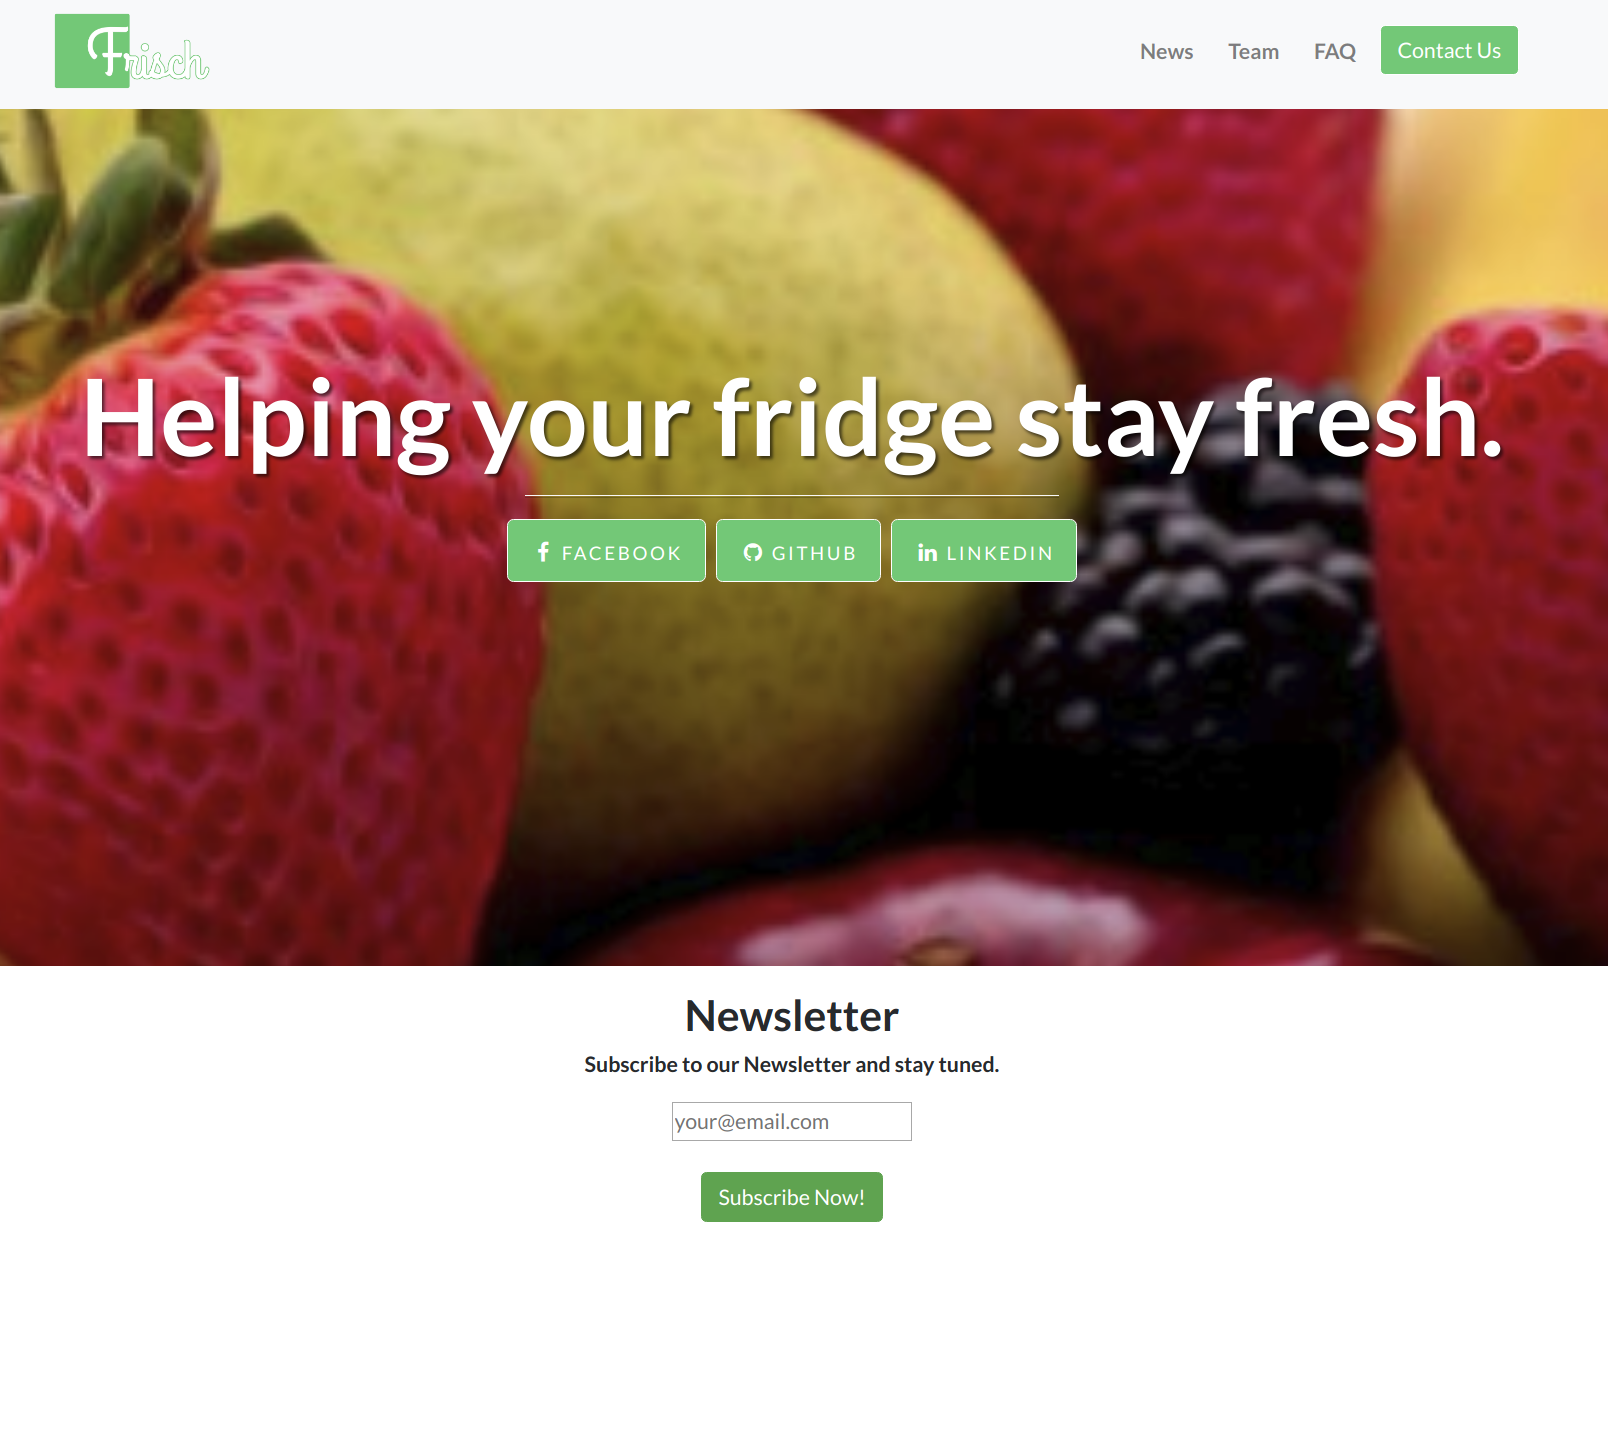 Frisch
News Team FAQ Contact Us
Helping your fridge stay fresh.
FACEBOOK GITHUB LINKEDIN
Newsletter
Subscribe to our Newsletter and stay tuned.
your@email.com
Subscribe Now!